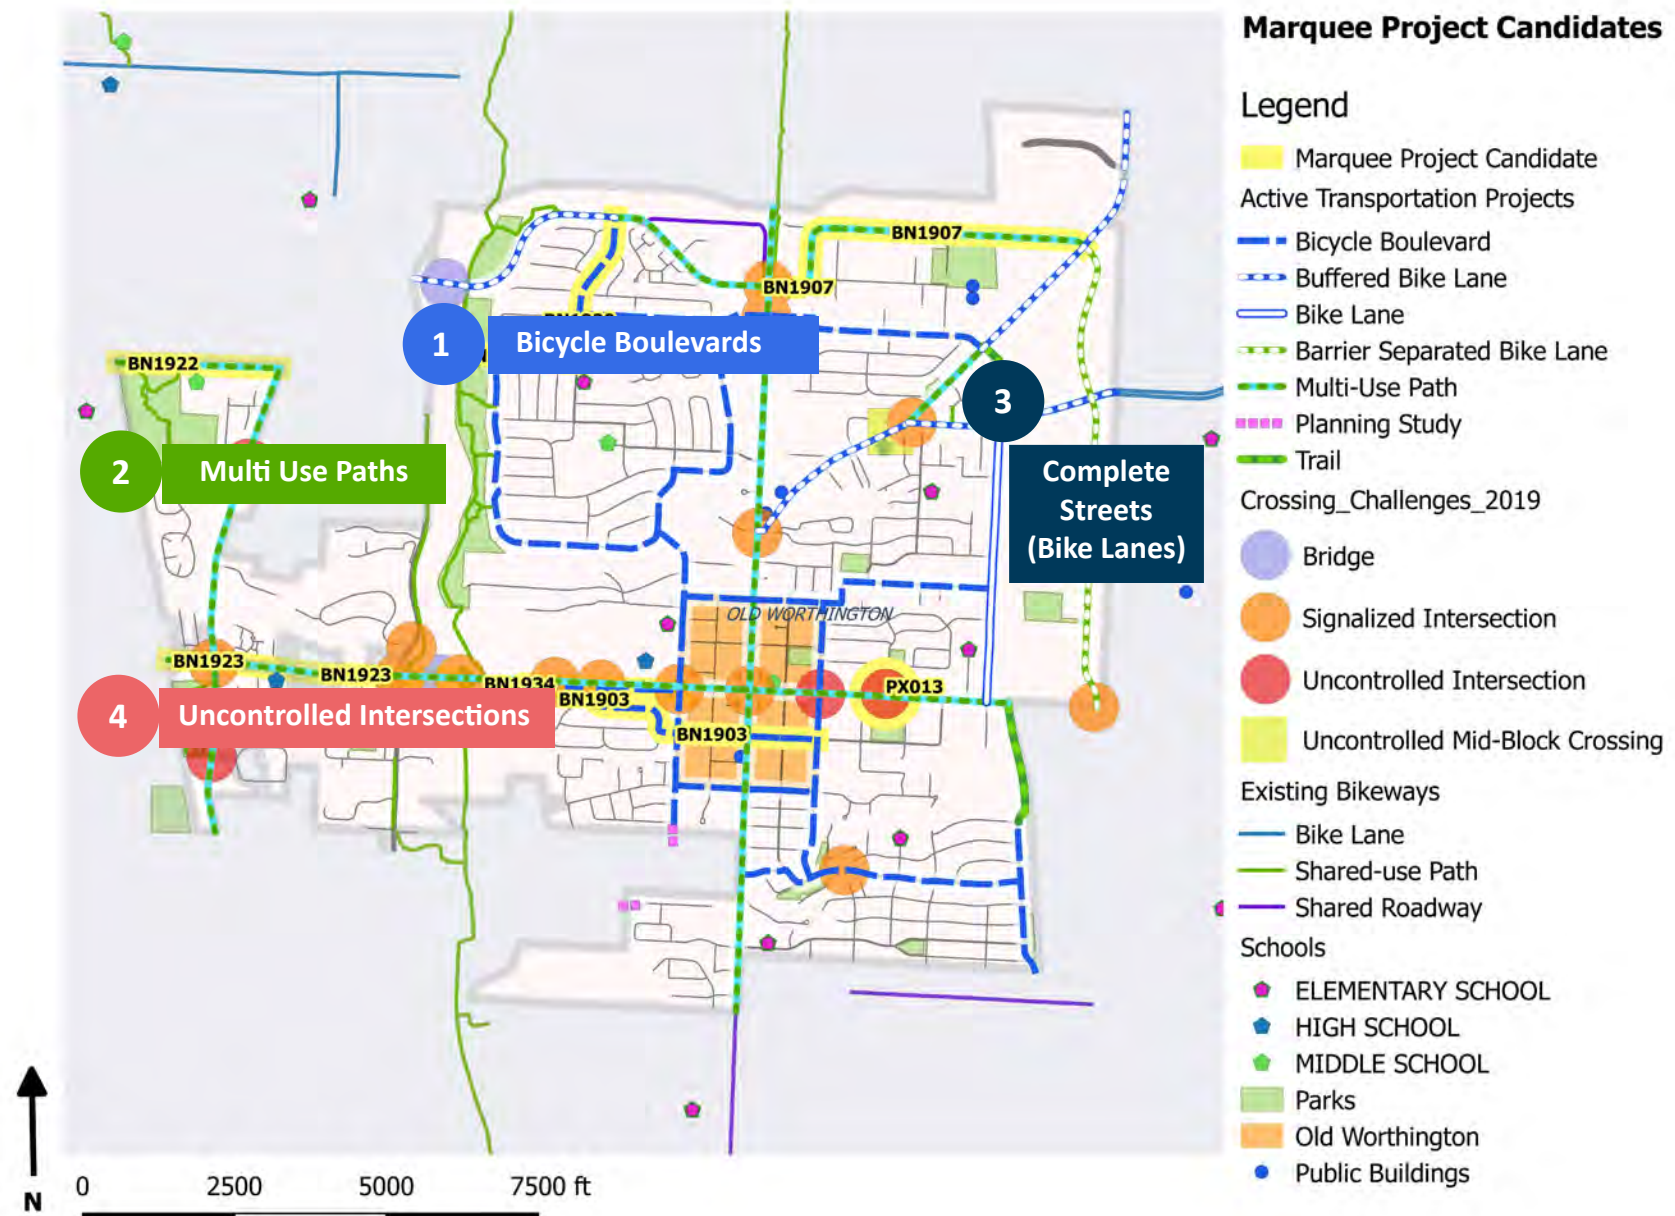 Marquee Project Candidates
Legend
Marquee Project Candidate
Active Transportation Projects
Bicycle Boulevard
Buffered Bike Lane
Bike Lane
Barrier Separated Bike Lane
Multi-Use Path
Planning Study
Trail
Crossing_Challenges_2019
Bridge
Signalized Intersection
Uncontrolled Intersection
Uncontrolled Mid-Block Crossing
Existing Bikeways
Bike Lane
Shared-use Path
Shared Roadway
Schools
ELEMENTARY SCHOOL
HIGH SCHOOL
MIDDLE SCHOOL
Parks
Old Worthington
Public Buildings
BN1907
BN1907
1
Bicycle Boulevards
BN1922
3
2
Multi Use Paths
Complete
Streets
(Bike Lanes)
OLD WORTHINGTON
BN1923
BN1923
BN1934
PX013
BN1903
4
Uncontrolled Intersections
BN1903
N
0
2500
5000
7500 ft